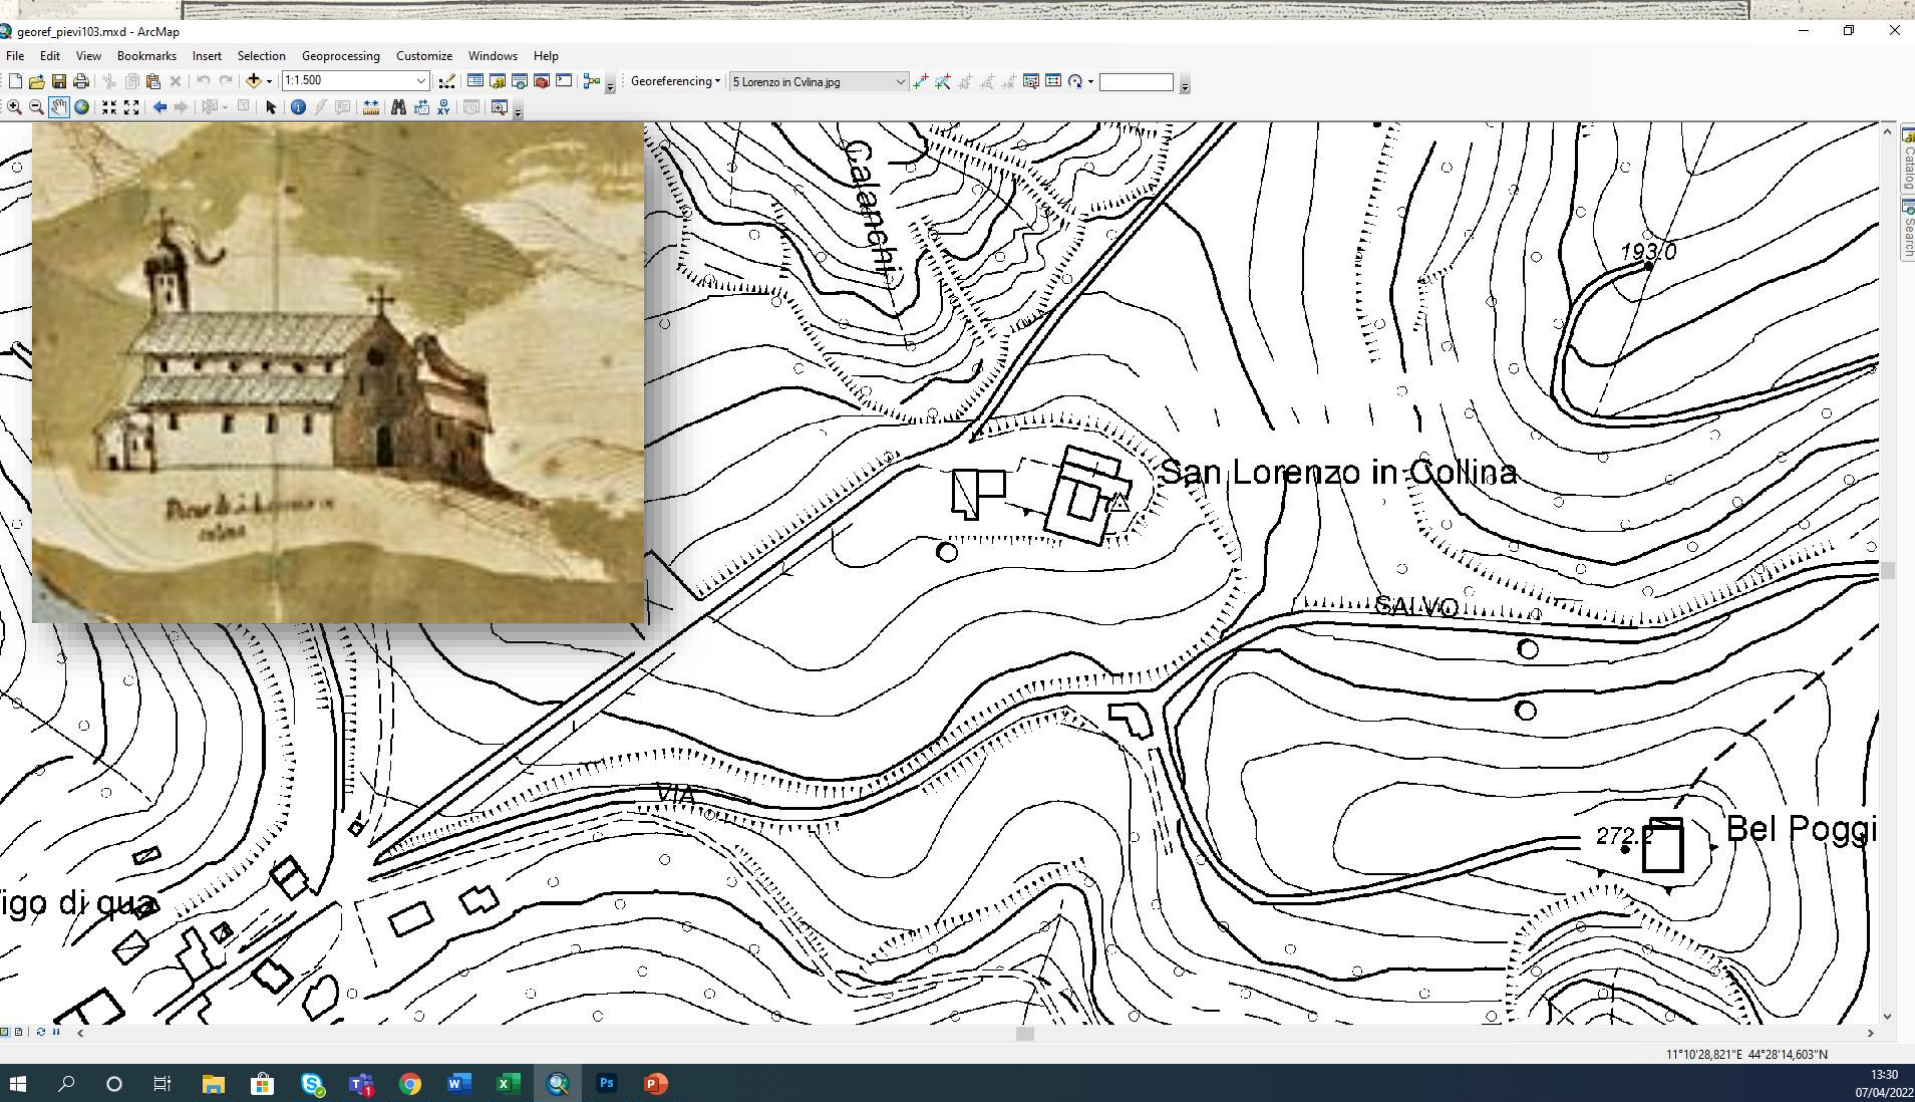 georef_pievi103.mxd - ArcMap
File Edit View Bookmarks Insert Selection Geoprocessing Customize Windows Help
1:1.500 Georeferencing 5 Lorenzo in Cvlina.jpg
Catalog
Search
Calanchi
193.0
San Lorenzo in Collina
colina
SALVO
VIA
272.2
Bel Poggi
igo di qua
11°10'28,821"E 44°28'14,603"N
13:30
07/04/2022